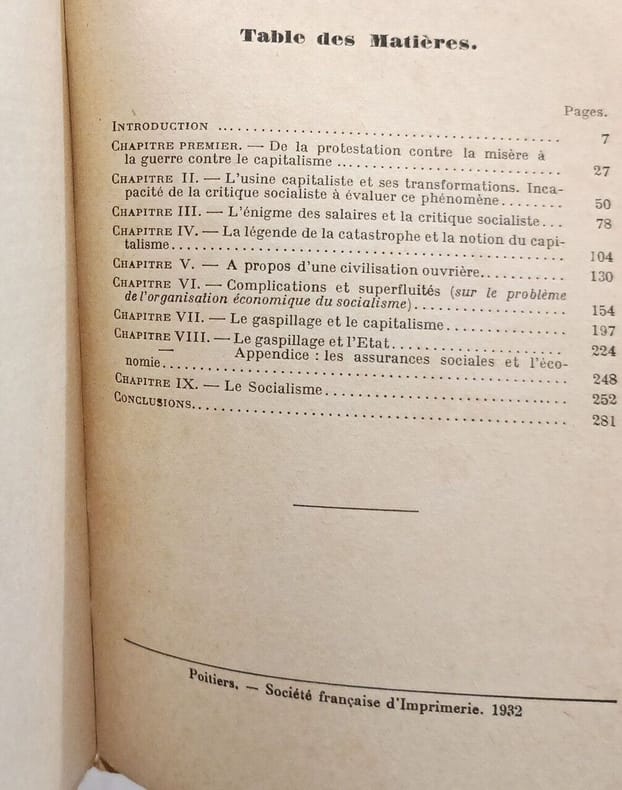 Table des Matières.
Pages.
INTRODUCTION .......... 7
CHAPITRE PREMIER. — De la protestation contre la misère à
la guerre contre le capitalisme .......... 27
CHAPITRE II. — L'usine capitaliste et ses transformations. Inca-
pacité de la critique socialiste à évaluer ce phénomène........ 50
CHAPITRE III. — L'énigme des salaires et la critique socialiste... 78
CHAPITRE IV. — La légende de la catastrophe et la notion du capi-
talisme.......... 104
CHAPITRE V. — A propos d'une civilisation ouvrière.......... 130
CHAPITRE VI. — Complications et superfluités (sur le problème
de l'organisation économique du socialisme).......... 154
CHAPITRE VII. — Le gaspillage et le capitalisme.......... 197
CHAPITRE VIII. — Le gaspillage et l'Etat.......... 224
— Appendice : les assurances sociales et l'éco-
nomie.......... 248
CHAPITRE IX. — Le Socialisme.......... 252
CONCLUSIONS.......... 281
Poitiers. — Société française d'Imprimerie. 1932